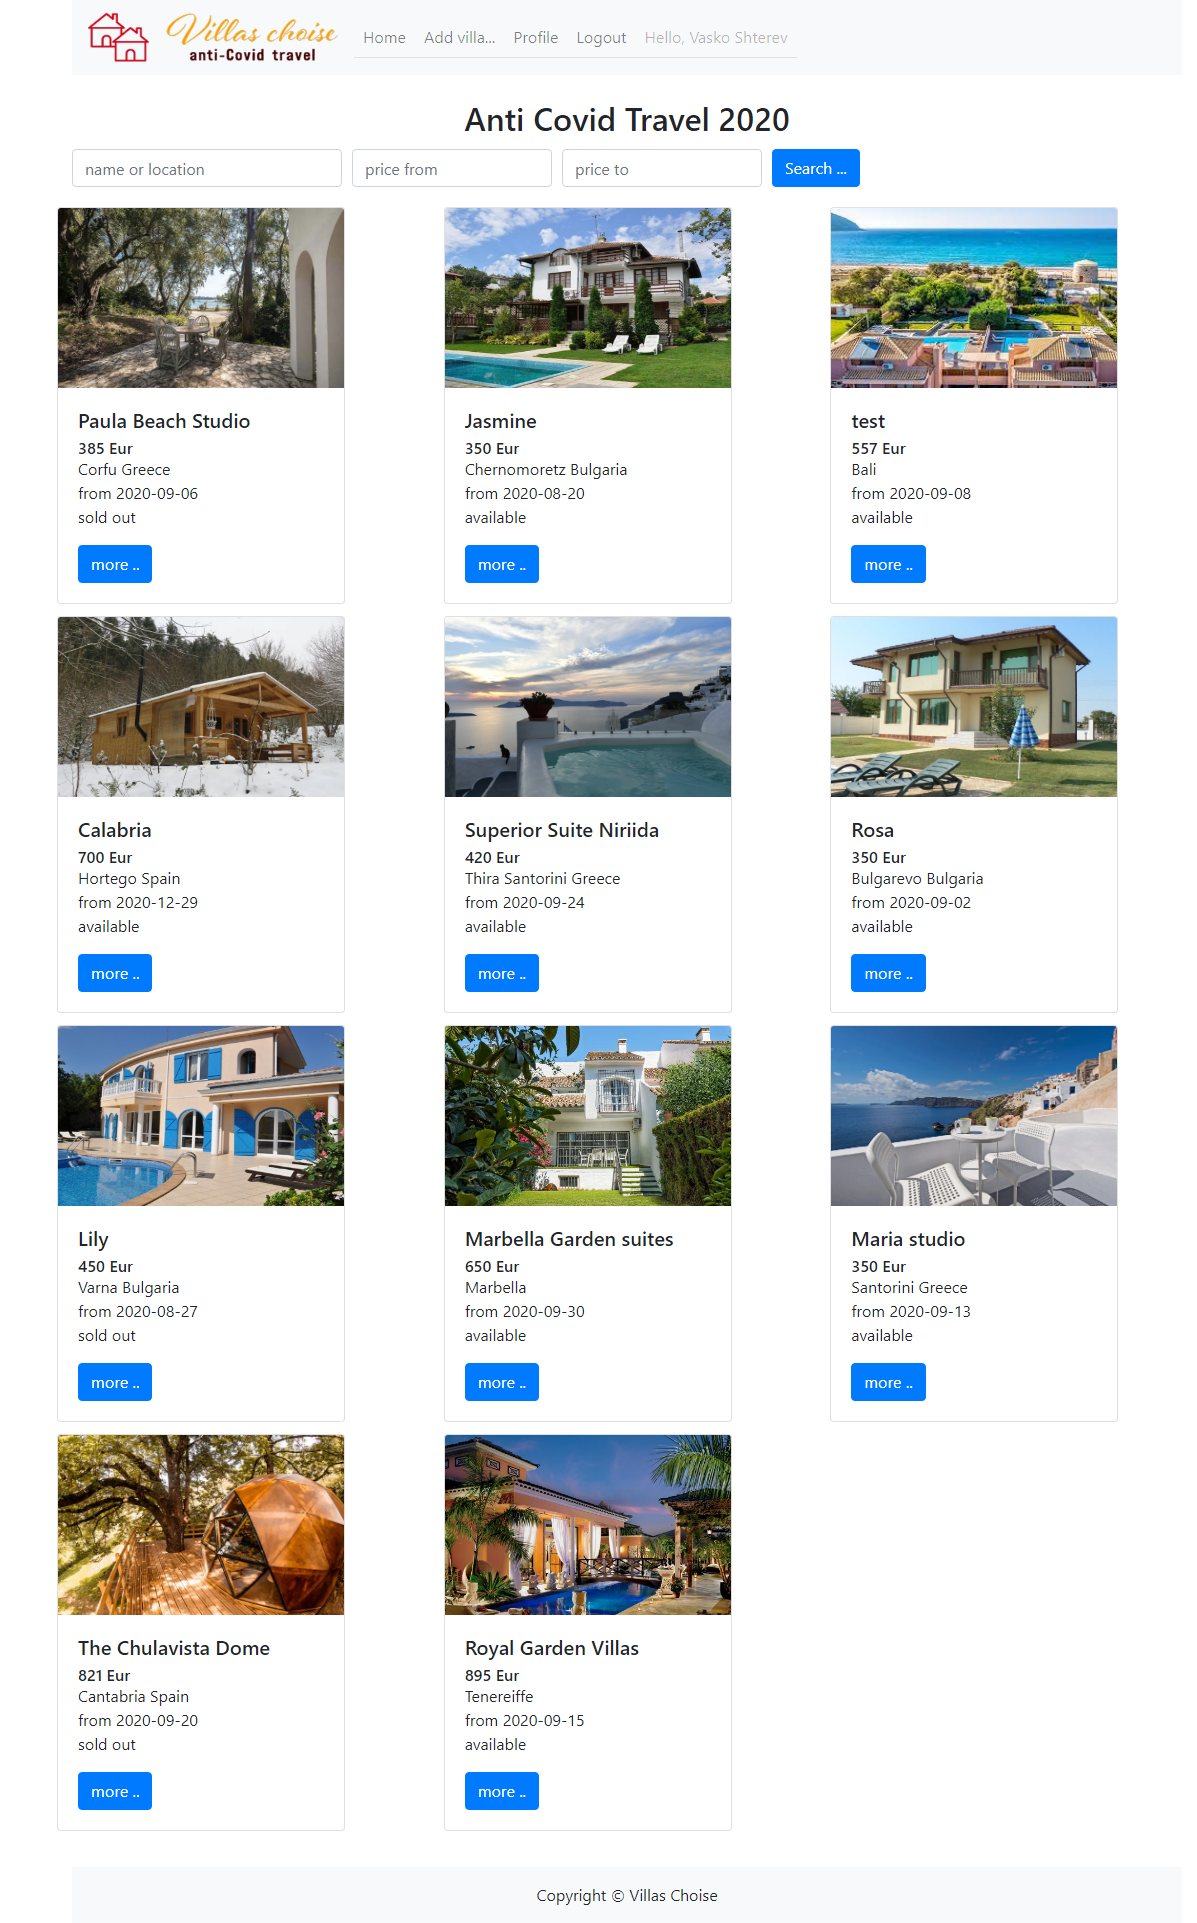 Villas choise
anti-Covid travel
Home Add villa... Profile Logout Hello, Vasko Shterev
Anti Covid Travel 2020
name or location price from price to Search ...
Paula Beach Studio
385 Eur
Corfu Greece
from 2020-09-06
sold out
more ..
Jasmine
350 Eur
Chernomoretz Bulgaria
from 2020-08-20
available
more ..
test
557 Eur
Bali
from 2020-09-08
available
more ..
Calabria
700 Eur
Hortego Spain
from 2020-12-29
available
more ..
Superior Suite Niriida
420 Eur
Thira Santorini Greece
from 2020-09-24
available
more ..
Rosa
350 Eur
Bulgarevo Bulgaria
from 2020-09-02
available
more ..
Lily
450 Eur
Varna Bulgaria
from 2020-08-27
sold out
more ..
Marbella Garden suites
650 Eur
Marbella
from 2020-09-30
available
more ..
Maria studio
350 Eur
Santorini Greece
from 2020-09-13
available
more ..
The Chulavista Dome
821 Eur
Cantabria Spain
from 2020-09-20
sold out
more ..
Royal Garden Villas
895 Eur
Tenereiffe
from 2020-09-15
available
more ..
Copyright © Villas Choise